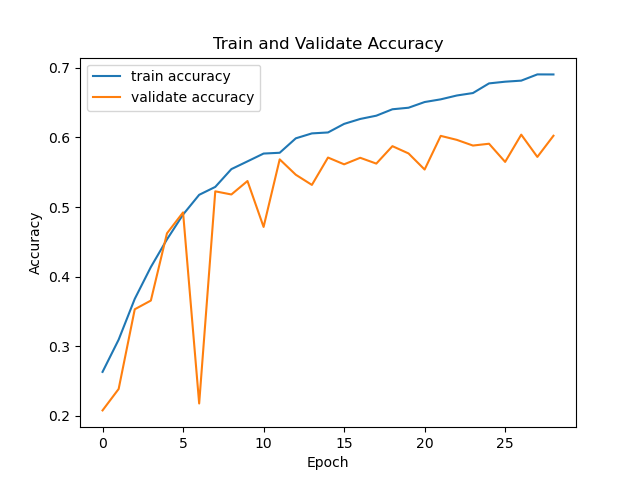 Train and Validate Accuracy
train accuracy
validate accuracy
0.7
0.6
0.5
0.4
0.3
0.2
Accuracy
0 5 10 15 20 25
Epoch